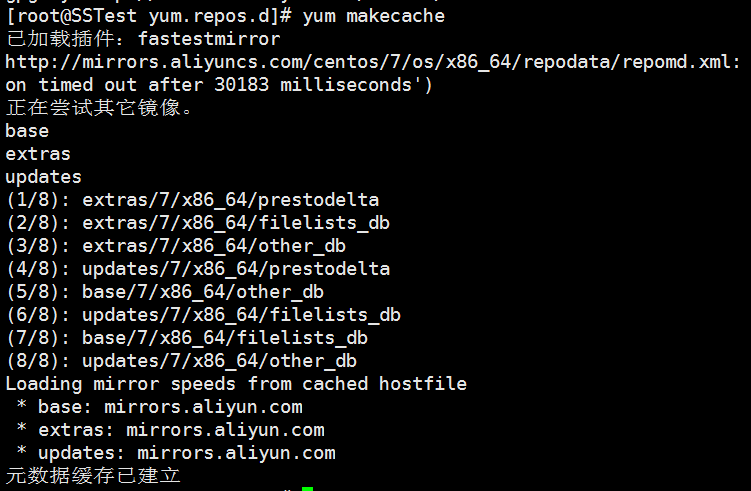 [root@SSTest yum.repos.d]# yum makecache
已加载插件：fastestmirror
http://mirrors.aliyuncs.com/centos/7/os/x86_64/repodata/repomd.xml:
on timed out after 30183 milliseconds')
正在尝试其它镜像。
base
extras
updates
(1/8): extras/7/x86_64/prestodelta
(2/8): extras/7/x86_64/filelists_db
(3/8): extras/7/x86_64/other_db
(4/8): updates/7/x86_64/prestodelta
(5/8): base/7/x86_64/other_db
(6/8): updates/7/x86_64/filelists_db
(7/8): base/7/x86_64/filelists_db
(8/8): updates/7/x86_64/other_db
Loading mirror speeds from cached hostfile
 * base: mirrors.aliyun.com
 * extras: mirrors.aliyun.com
 * updates: mirrors.aliyun.com
元数据缓存已建立